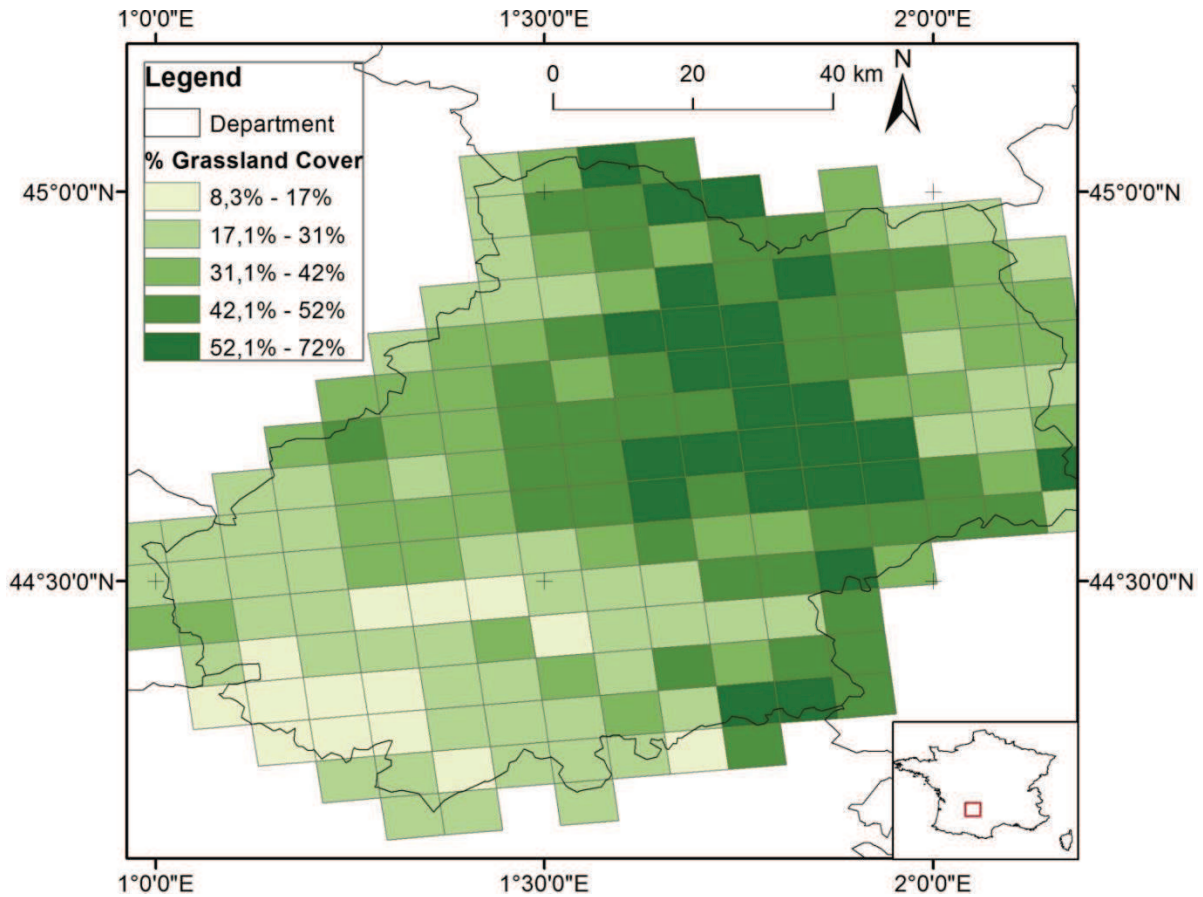 1°0'0"E 1°30'0"E 2°0'0"E
Legend
Department
% Grassland Cover
8,3% - 17%
17,1% - 31%
31,1% - 42%
42,1% - 52%
52,1% - 72%
0 20 40 km
N
45°0'0"N 45°0'0"N
44°30'0"N 44°30'0"N
1°0'0"E 1°30'0"E 2°0'0"E